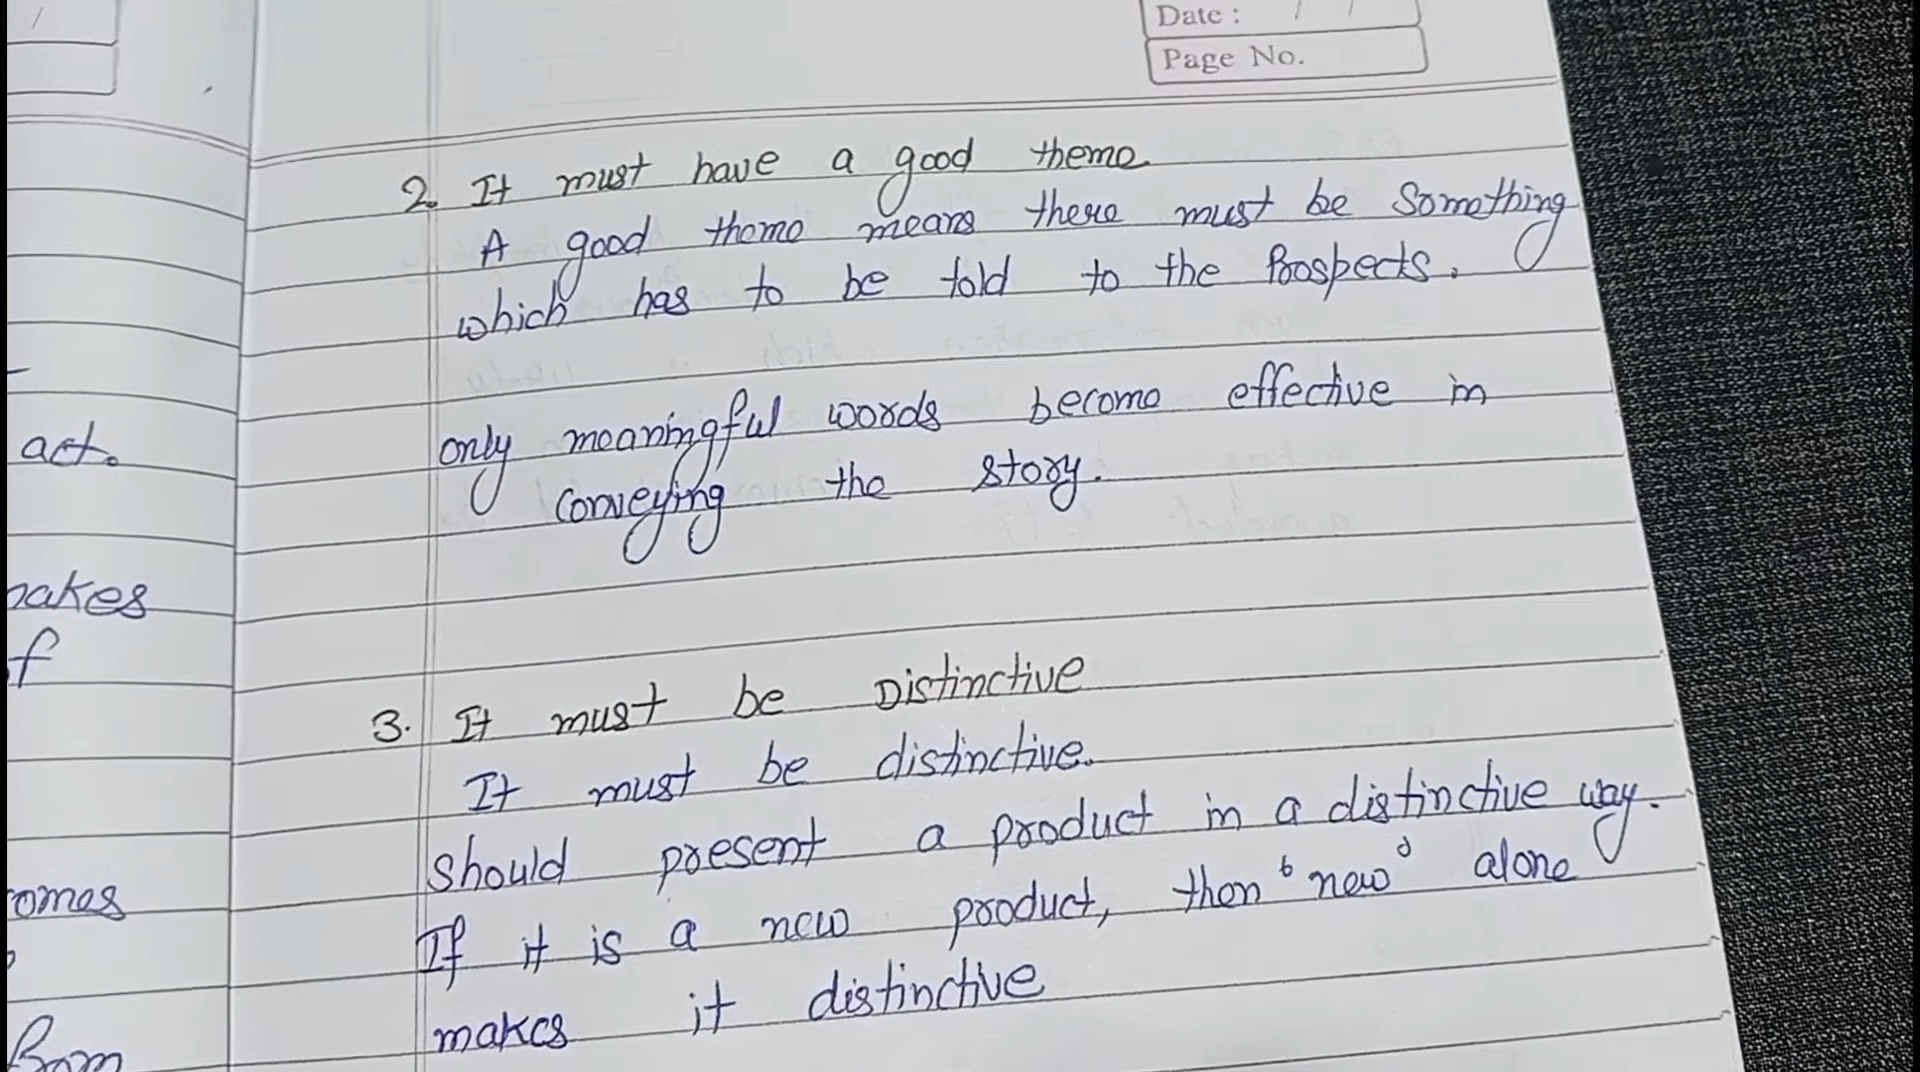 Date : / /
Page No.
2. It must have a good theme.
A good theme means there must be Something
which has to be told to the Prospects.
only meaningful words become effective in
conveying the story.
3. It must be Distinctive
It must be distinctive.
should present a product in a distinctive way.
If it is a new product, then 'new' alone
makes it distinctive
act.
akes
f
omes